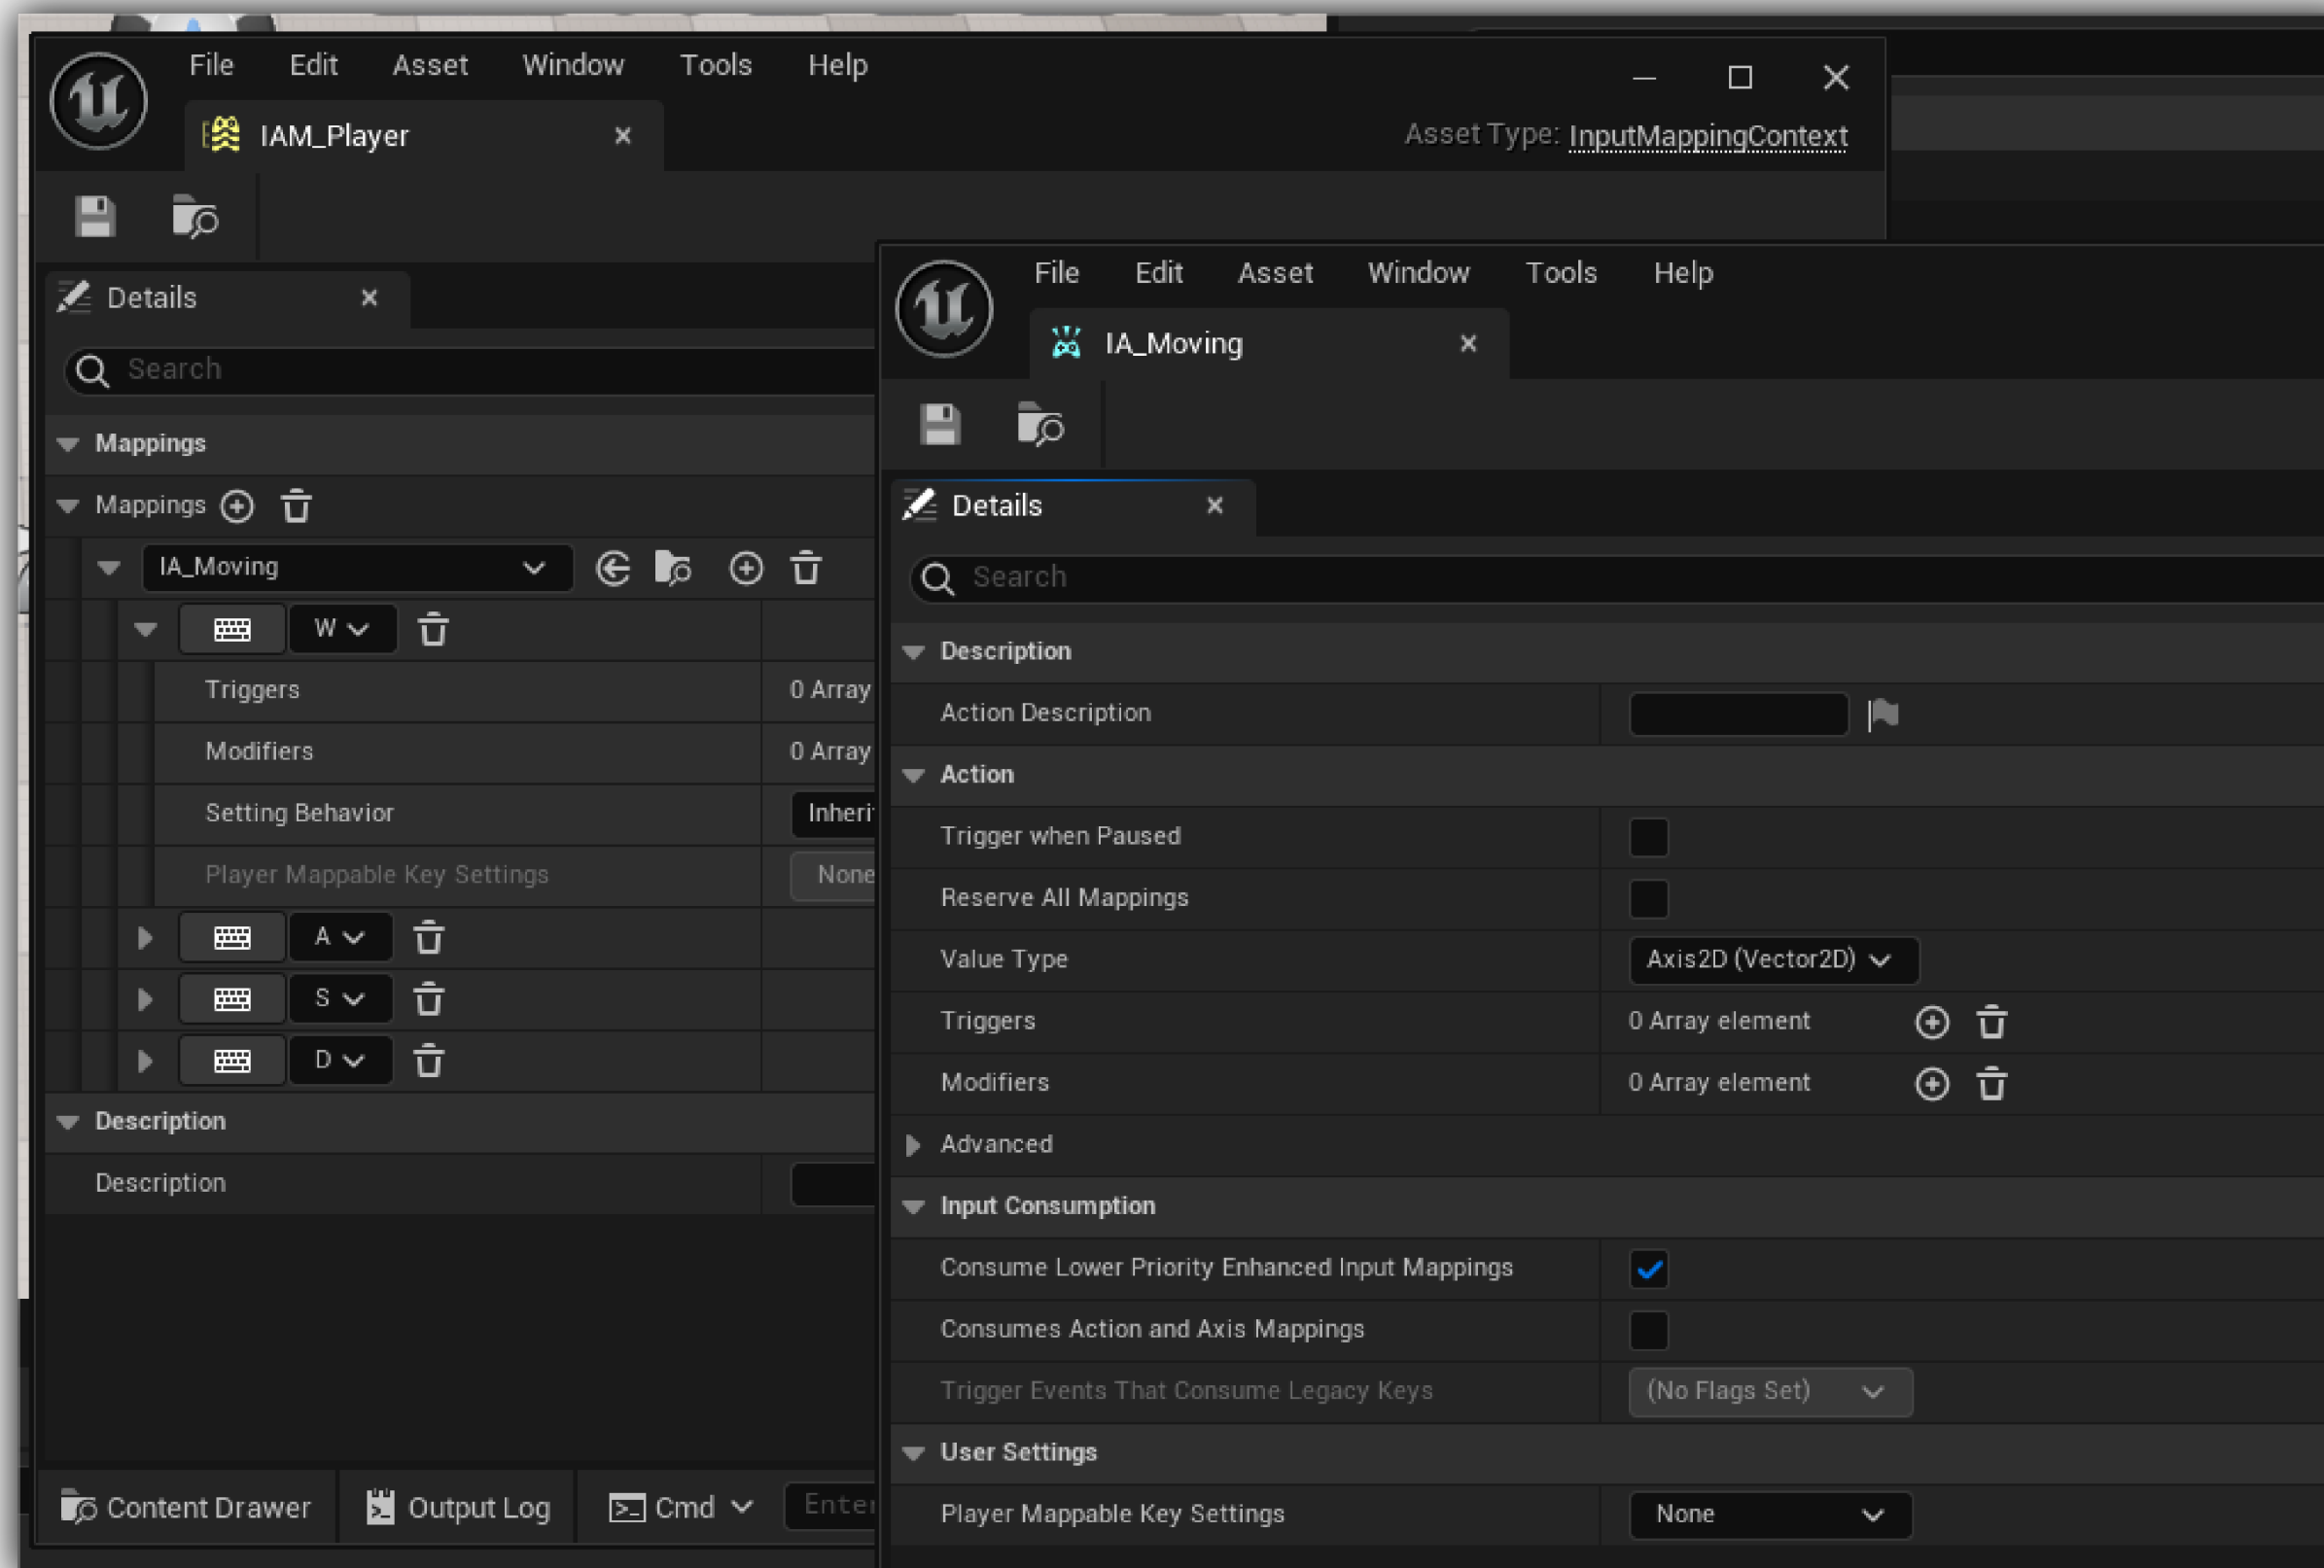 File Edit Asset Window Tools Help
IAM_Player
Asset Type: InputMappingContext
Details
Search
Mappings
Mappings
IA_Moving
W
Triggers 0 Array
Modifiers 0 Array
Setting Behavior
Player Mappable Key Settings None
A
S
D
Description
Description
Content Drawer Output Log Cmd
File Edit Asset Window Tools Help
IA_Moving
Details
Search
Description
Action Description
Action
Trigger when Paused
Reserve All Mappings
Value Type Axis2D (Vector2D)
Triggers 0 Array element
Modifiers 0 Array element
Advanced
Input Consumption
Consume Lower Priority Enhanced Input Mappings
Consumes Action and Axis Mappings
Trigger Events That Consume Legacy Keys (No Flags Set)
User Settings
Player Mappable Key Settings None